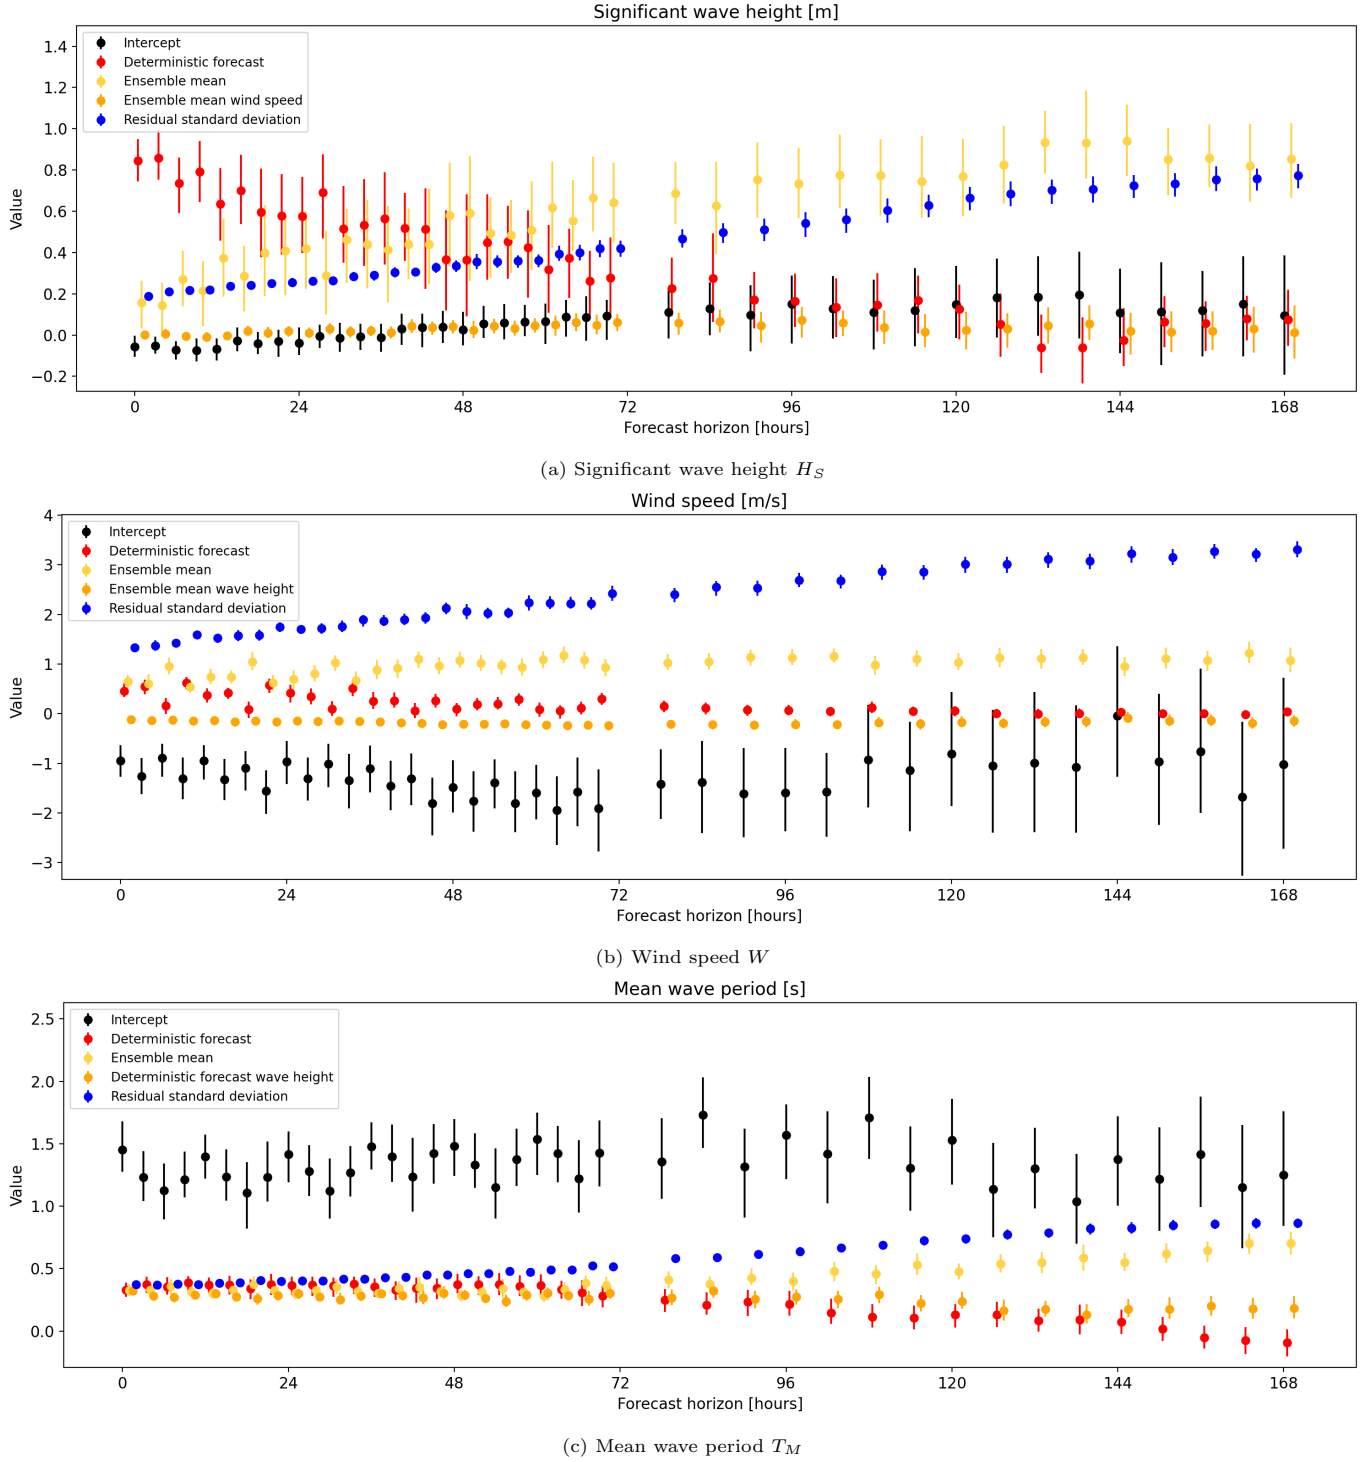 Significant wave height [m]
1.4
1.2
1.0
0.8
0.6
0.4
0.2
0.0
−0.2
Value
Intercept
Deterministic forecast
Ensemble mean
Ensemble mean wind speed
Residual standard deviation
0 24 48 72 96 120 144 168
Forecast horizon [hours]
(a) Significant wave height H_S
Wind speed [m/s]
4
3
2
1
0
−1
−2
−3
Value
Intercept
Deterministic forecast
Ensemble mean
Ensemble mean wave height
Residual standard deviation
0 24 48 72 96 120 144 168
Forecast horizon [hours]
(b) Wind speed W
Mean wave period [s]
2.5
2.0
1.5
1.0
0.5
0.0
Value
Intercept
Deterministic forecast
Ensemble mean
Deterministic forecast wave height
Residual standard deviation
0 24 48 72 96 120 144 168
Forecast horizon [hours]
(c) Mean wave period T_M